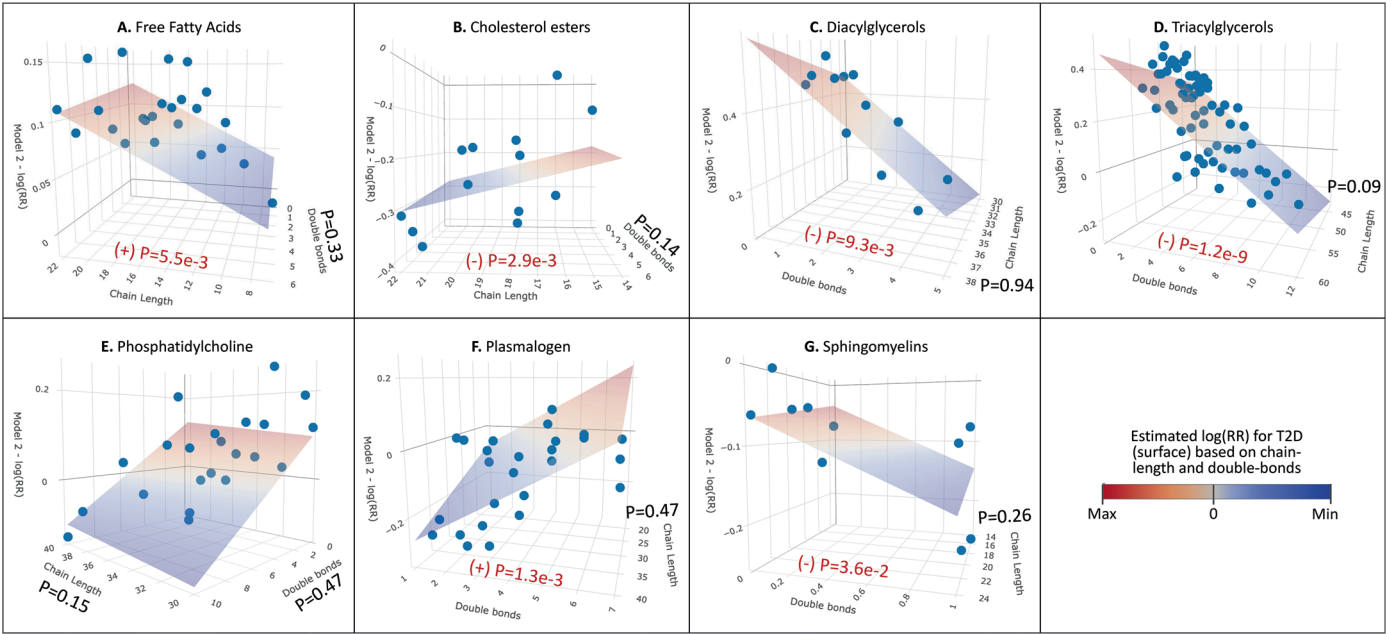 A. Free Fatty Acids
0.15
0.1
0.05
0
Model 2 - log(RR)
22
20
18
16
14
12
10
8
6
Chain Length
0
1
2
3
4
5
6
Double bonds
(+) P=5.5e-3
P=0.33
B. Cholesterol esters
0
−0.1
−0.2
−0.3
−0.4
Model 2 - log(RR)
22
21
20
19
18
17
16
15
14
Chain Length
0
1
2
3
4
5
6
Double bonds
(-) P=2.9e-3
P=0.14
C. Diacylglycerols
0.4
0.2
0
Model 2 - log(RR)
0
1
2
3
4
5
Double bonds
30
31
32
33
34
35
36
37
38
Chain Length
(-) P=9.3e-3
P=0.94
D. Triacylglycerols
0.4
0.2
0
−0.2
Model 2 - log(RR)
0
2
4
6
8
10
12
Double bonds
45
50
55
60
Chain Length
(-) P=1.2e-9
P=0.09
E. Phosphatidylcholine
0.2
0
Model 2 - log(RR)
40
38
36
34
32
30
Chain Length
0
2
4
6
8
10
Double bonds
P=0.15
P=0.47
F. Plasmalogen
0.2
0
−0.2
Model 2 - log(RR)
1
2
3
4
5
6
7
Double bonds
20
25
30
35
40
Chain Length
(+) P=1.3e-3
P=0.47
G. Sphingomyelins
0
−0.1
−0.2
Model 2 - log(RR)
0
0.2
0.4
0.6
0.8
1
Double bonds
14
16
18
20
22
24
Chain Length
(-) P=3.6e-2
P=0.26
Estimated log(RR) for T2D
(surface) based on chain-
length and double-bonds
Max
0
Min